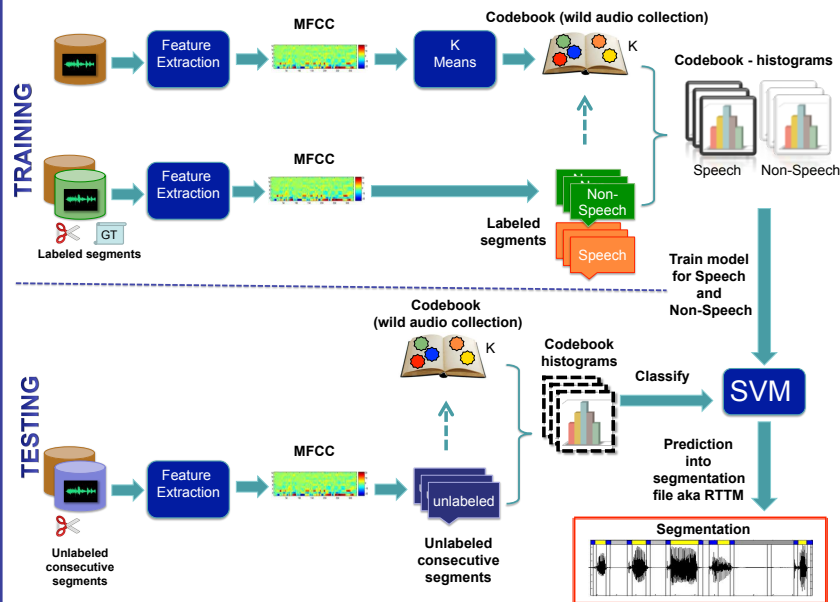 TRAINING
Feature
Extraction
MFCC
K
Means
Codebook (wild audio collection)
K
Codebook - histograms
Speech
Non-Speech
Feature
Extraction
MFCC
GT
Labeled segments
Labeled
segments
Non-
Speech
Speech
Train model
for Speech
and
Non-Speech
TESTING
Codebook
(wild audio collection)
K
Codebook
histograms
Classify
SVM
Feature
Extraction
MFCC
unlabeled
Unlabeled
consecutive
segments
Unlabeled
consecutive
segments
Prediction
into
segmentation
file aka RTTM
Segmentation